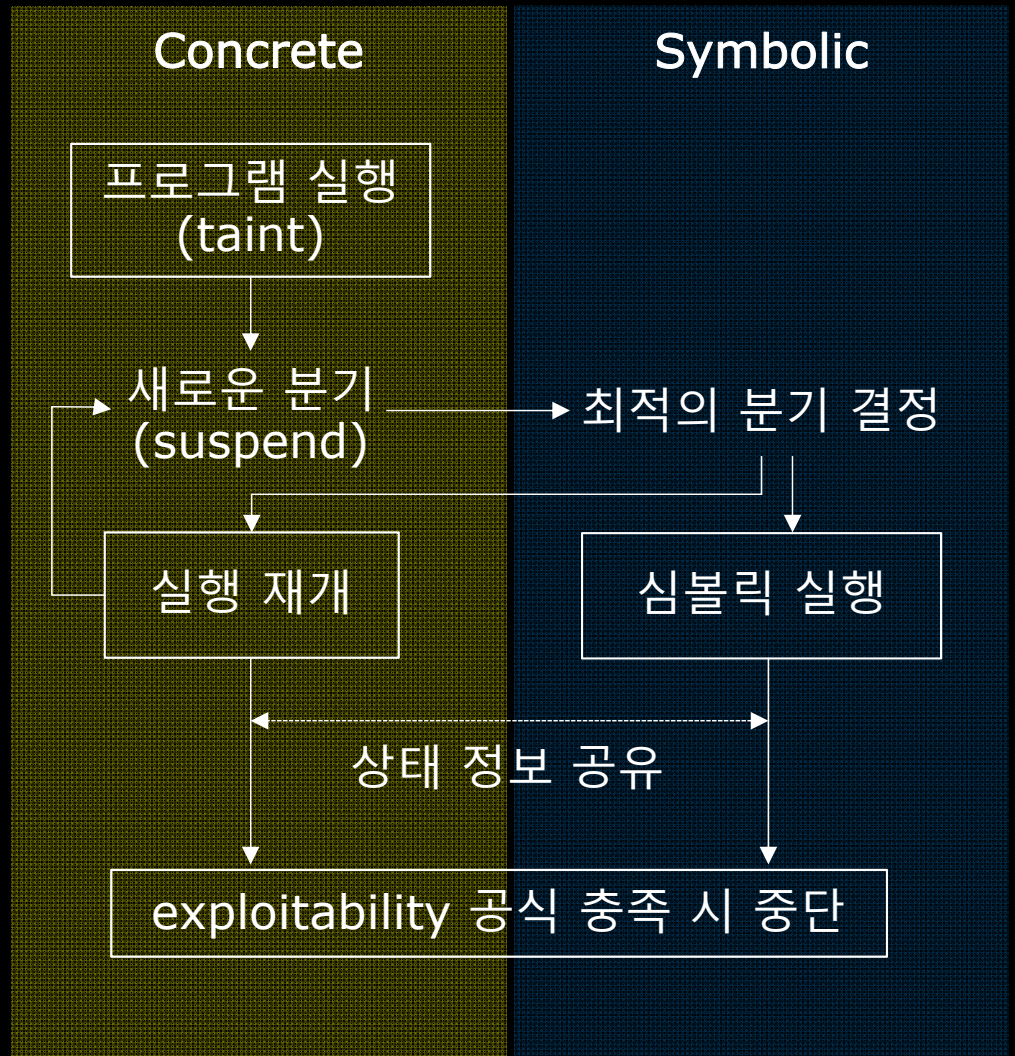 Concrete
Symbolic
프로그램 실행
(taint)
새로운 분기
(suspend)
최적의 분기 결정
실행 재개
심볼릭 실행
상태 정보 공유
exploitability 공식 충족 시 중단